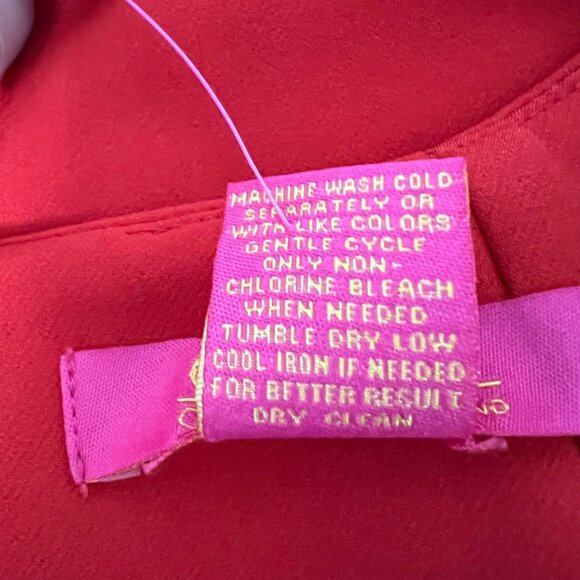 MACHINE WASH COLD
SEPARATELY OR
WITH LIKE COLORS
GENTLE CYCLE
ONLY NON-
CHLORINE BLEACH
WHEN NEEDED
TUMBLE DRY LOW
COOL IRON IF NEEDED
FOR BETTER RESULT
DRY CLEAN